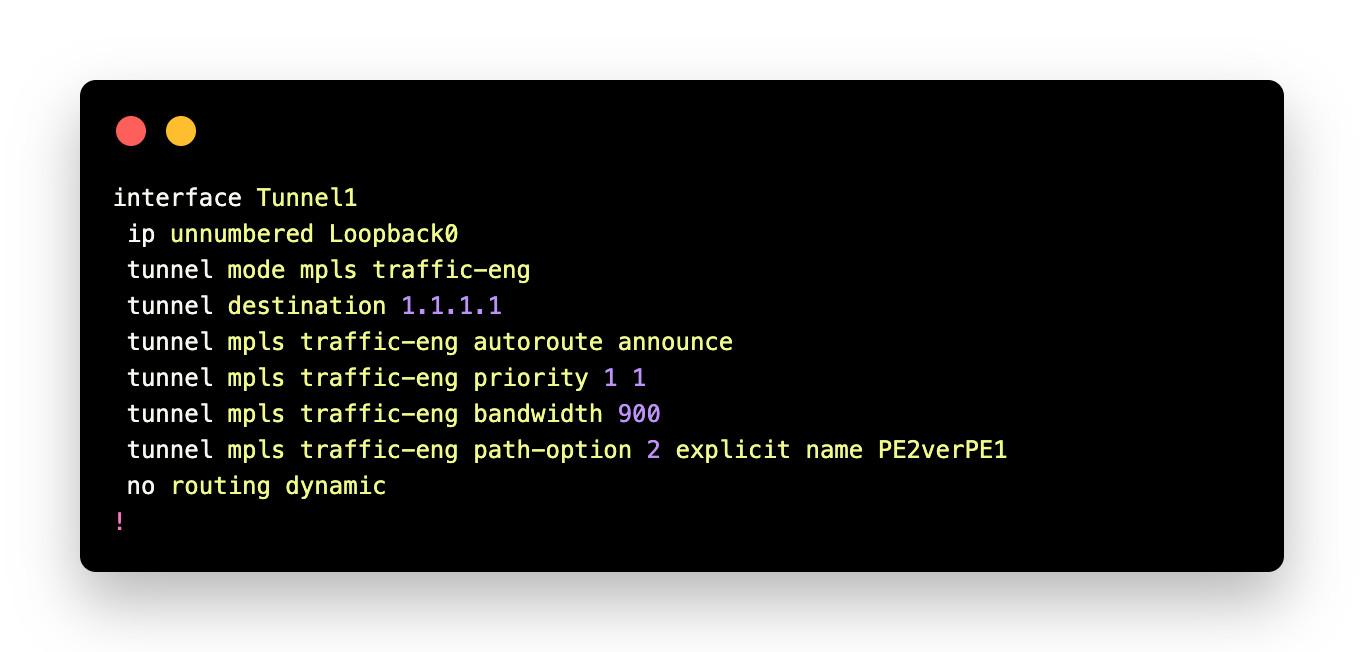 interface Tunnel1
 ip unnumbered Loopback0
 tunnel mode mpls traffic-eng
 tunnel destination 1.1.1.1
 tunnel mpls traffic-eng autoroute announce
 tunnel mpls traffic-eng priority 1 1
 tunnel mpls traffic-eng bandwidth 900
 tunnel mpls traffic-eng path-option 2 explicit name PE2verPE1
 no routing dynamic
!